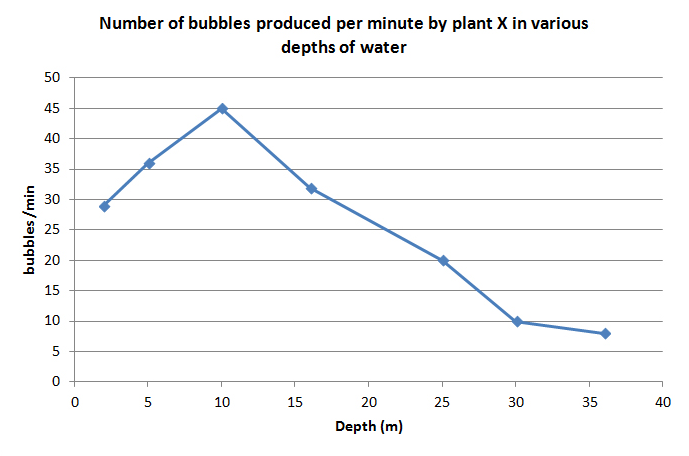 Number of bubbles produced per minute by plant X in various
depths of water
50
45
40
35
30
25
20
15
10
5
0
bubbles /min
0 5 10 15 20 25 30 35 40
Depth (m)